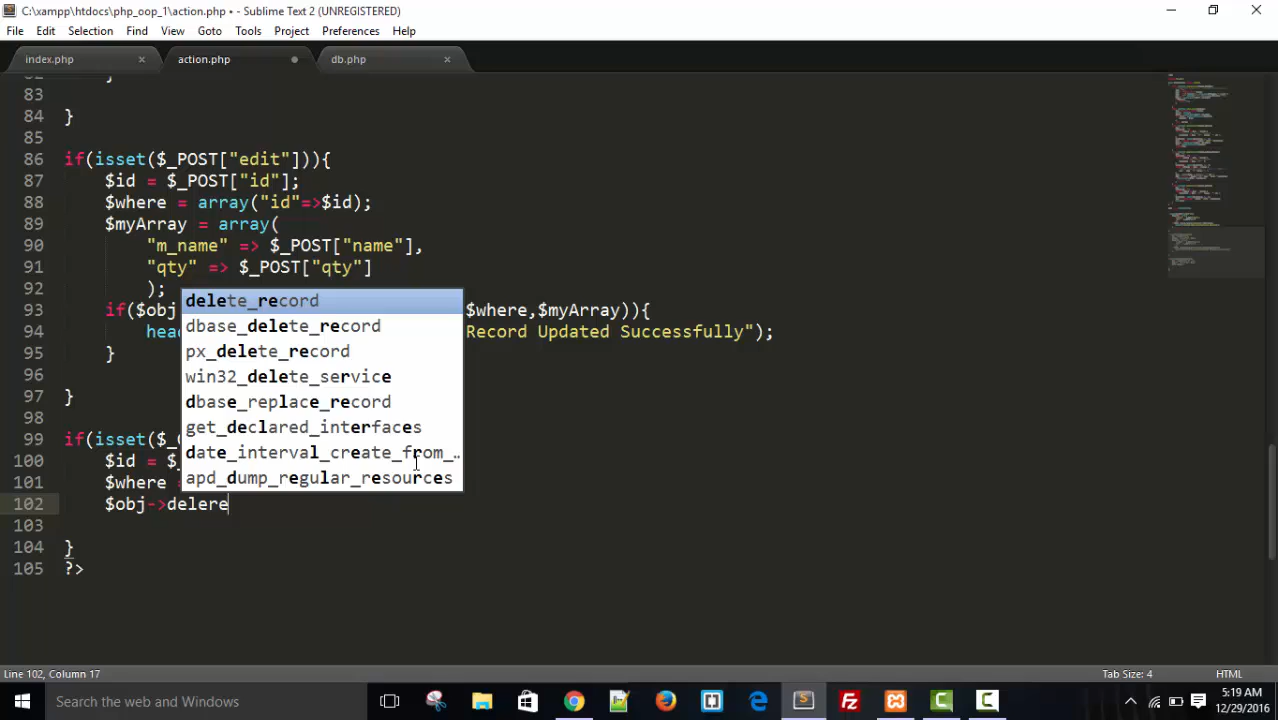 C:\xampp\htdocs\php_oop_1\action.php • - Sublime Text 2 (UNREGISTERED)
File Edit Selection Find View Goto Tools Project Preferences Help
index.php action.php db.php
83
84 }
85
86 if(isset($_POST["edit"])){
87 $id = $_POST["id"];
88 $where = array("id"=>$id);
89 $myArray = array(
90 "m_name" => $_POST["name"],
91 "qty" => $_POST["qty"]
92 );
delete_record
93 if($obj $where,$myArray)){
dbase_delete_record
94 head Record Updated Successfully");
95 }
px_delete_record
96
win32_delete_service
97 }
dbase_replace_record
98
get_declared_interfaces
99 if(isset($_
date_interval_create_from_..
100 $id = $_
apd_dump_regular_resources
101 $where =
102 $obj->delere
103
104 }
105 ?>
Line 102, Column 17 Tab Size: 4 HTML
Search the web and Windows
5:19 AM
12/29/2016